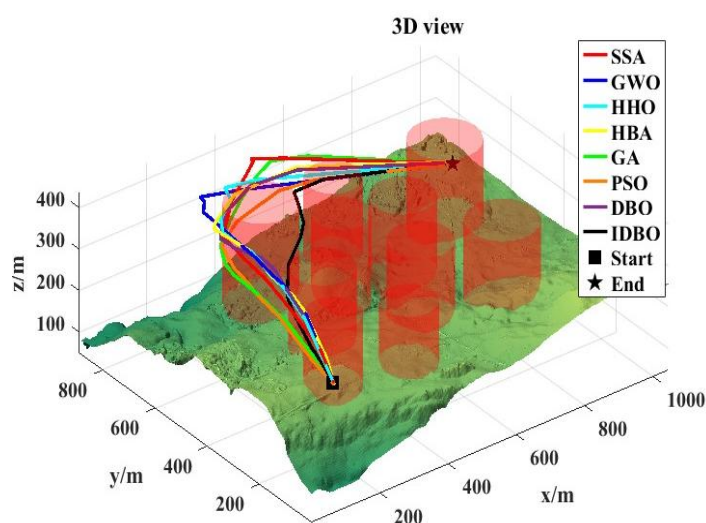 3D view
SSA
GWO
HHO
HBA
GA
PSO
DBO
IDBO
Start
End
z/m
400
300
200
100
y/m
800
600
400
200
x/m
200
400
600
800
1000